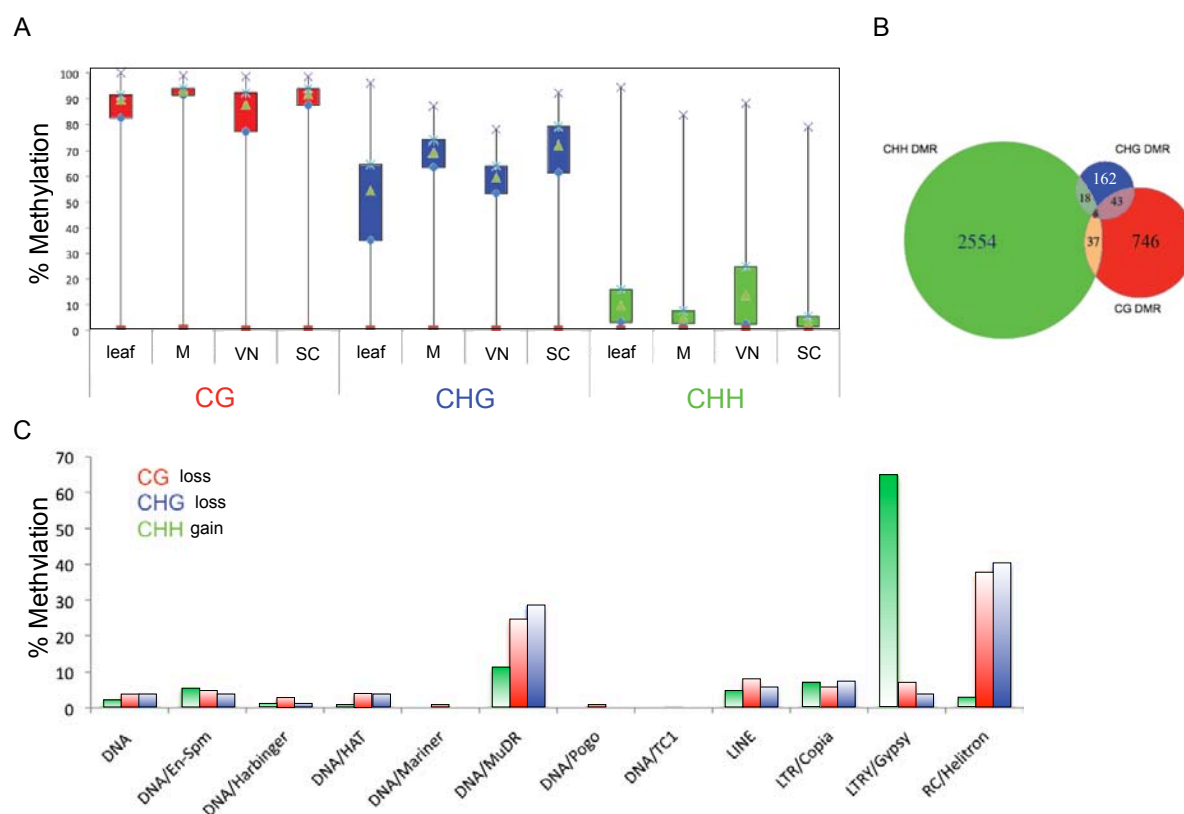 A
% Methylation
100
90
80
70
60
50
40
30
20
10
0
leaf M VN SC leaf M VN SC leaf M VN SC
CG CHG CHH
B
CHH DMR
CHG DMR
162
18
43
6
2554
37
746
CG DMR
C
% Methylation
70
60
50
40
30
20
10
0
CG loss
CHG loss
CHH gain
DNA
DNA/En-Spm
DNA/Harbinger
DNA/HAT
DNA/Mariner
DNA/MuDR
DNA/Pogo
DNA/TC1
LINE
LTR/Copia
LTRY/Gypsy
RC/Helitron